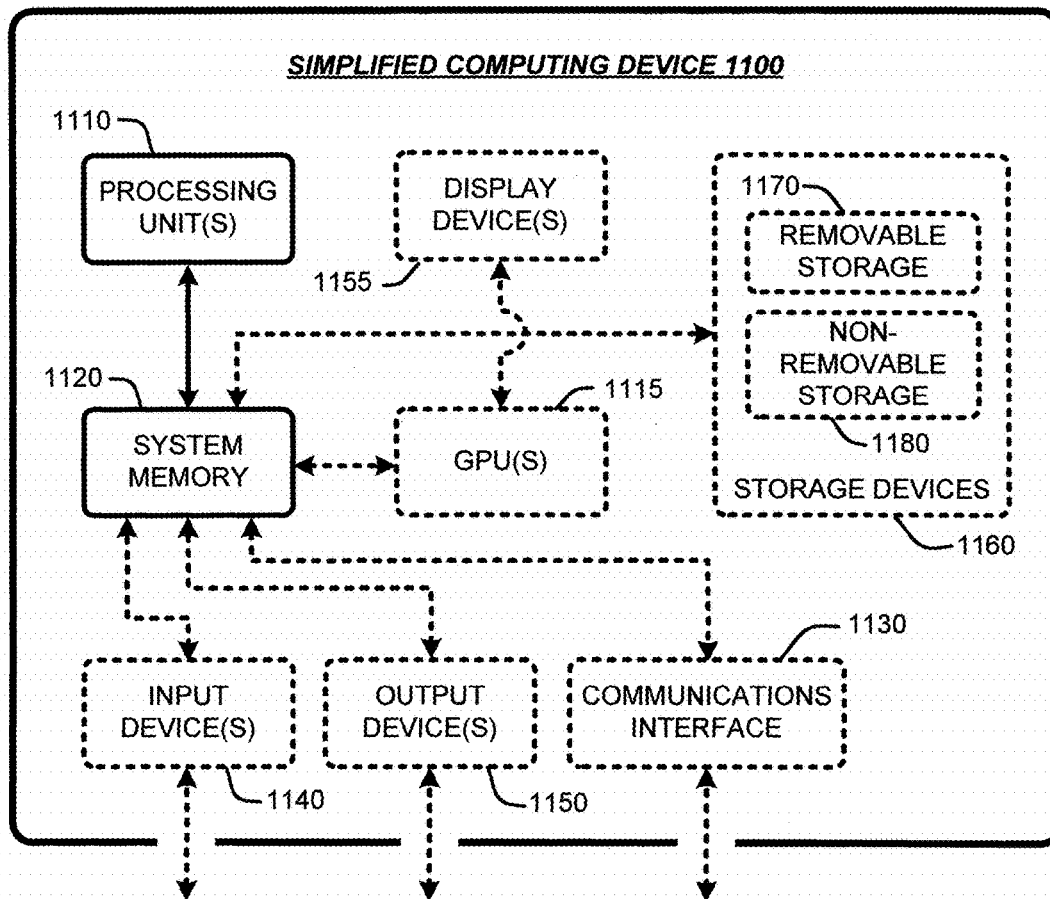 SIMPLIFIED COMPUTING DEVICE 1100
1110
PROCESSING
UNIT(S)
DISPLAY
DEVICE(S)
1155
1170
REMOVABLE
STORAGE
NON-
REMOVABLE
STORAGE
1180
STORAGE DEVICES
1160
1120
SYSTEM
MEMORY
1115
GPU(S)
1130
INPUT
DEVICE(S)
1140
OUTPUT
DEVICE(S)
1150
COMMUNICATIONS
INTERFACE